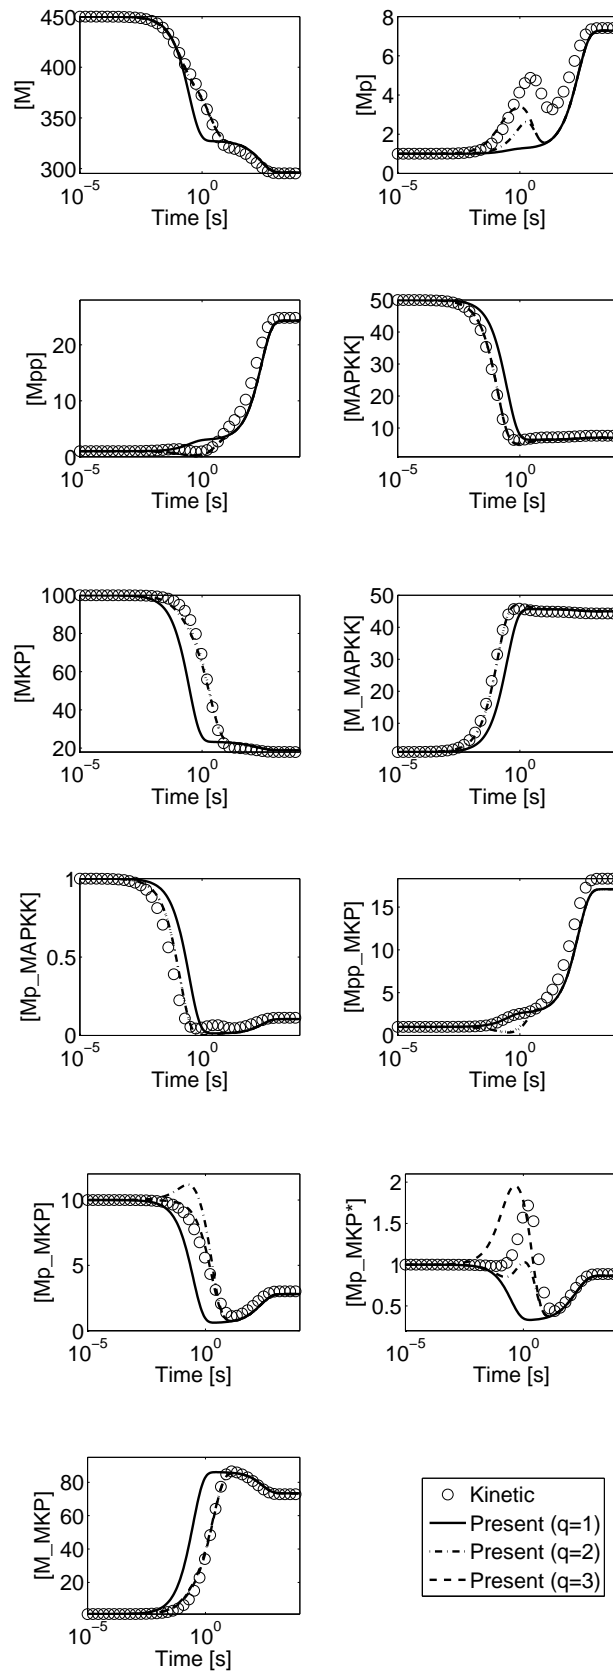 450
400
350
300
[M]
10^-5
10^0
Time [s]
8
6
4
2
0
[Mp]
10^-5
10^0
Time [s]
20
10
0
[Mpp]
10^-5
10^0
Time [s]
50
40
30
20
10
[MAPKK]
10^-5
10^0
Time [s]
100
80
60
40
20
[MKP]
10^-5
10^0
Time [s]
50
40
30
20
10
[M_MAPKK]
10^-5
10^0
Time [s]
1
0.5
0
[Mp_MAPKK]
10^-5
10^0
Time [s]
15
10
5
0
[Mpp_MKP]
10^-5
10^0
Time [s]
10
5
0
[Mp_MKP]
10^-5
10^0
Time [s]
2
1.5
1
0.5
[Mp_MKP*]
10^-5
10^0
Time [s]
80
60
40
20
[M_MKP]
10^-5
10^0
Time [s]
Kinetic
Present (q=1)
Present (q=2)
Present (q=3)